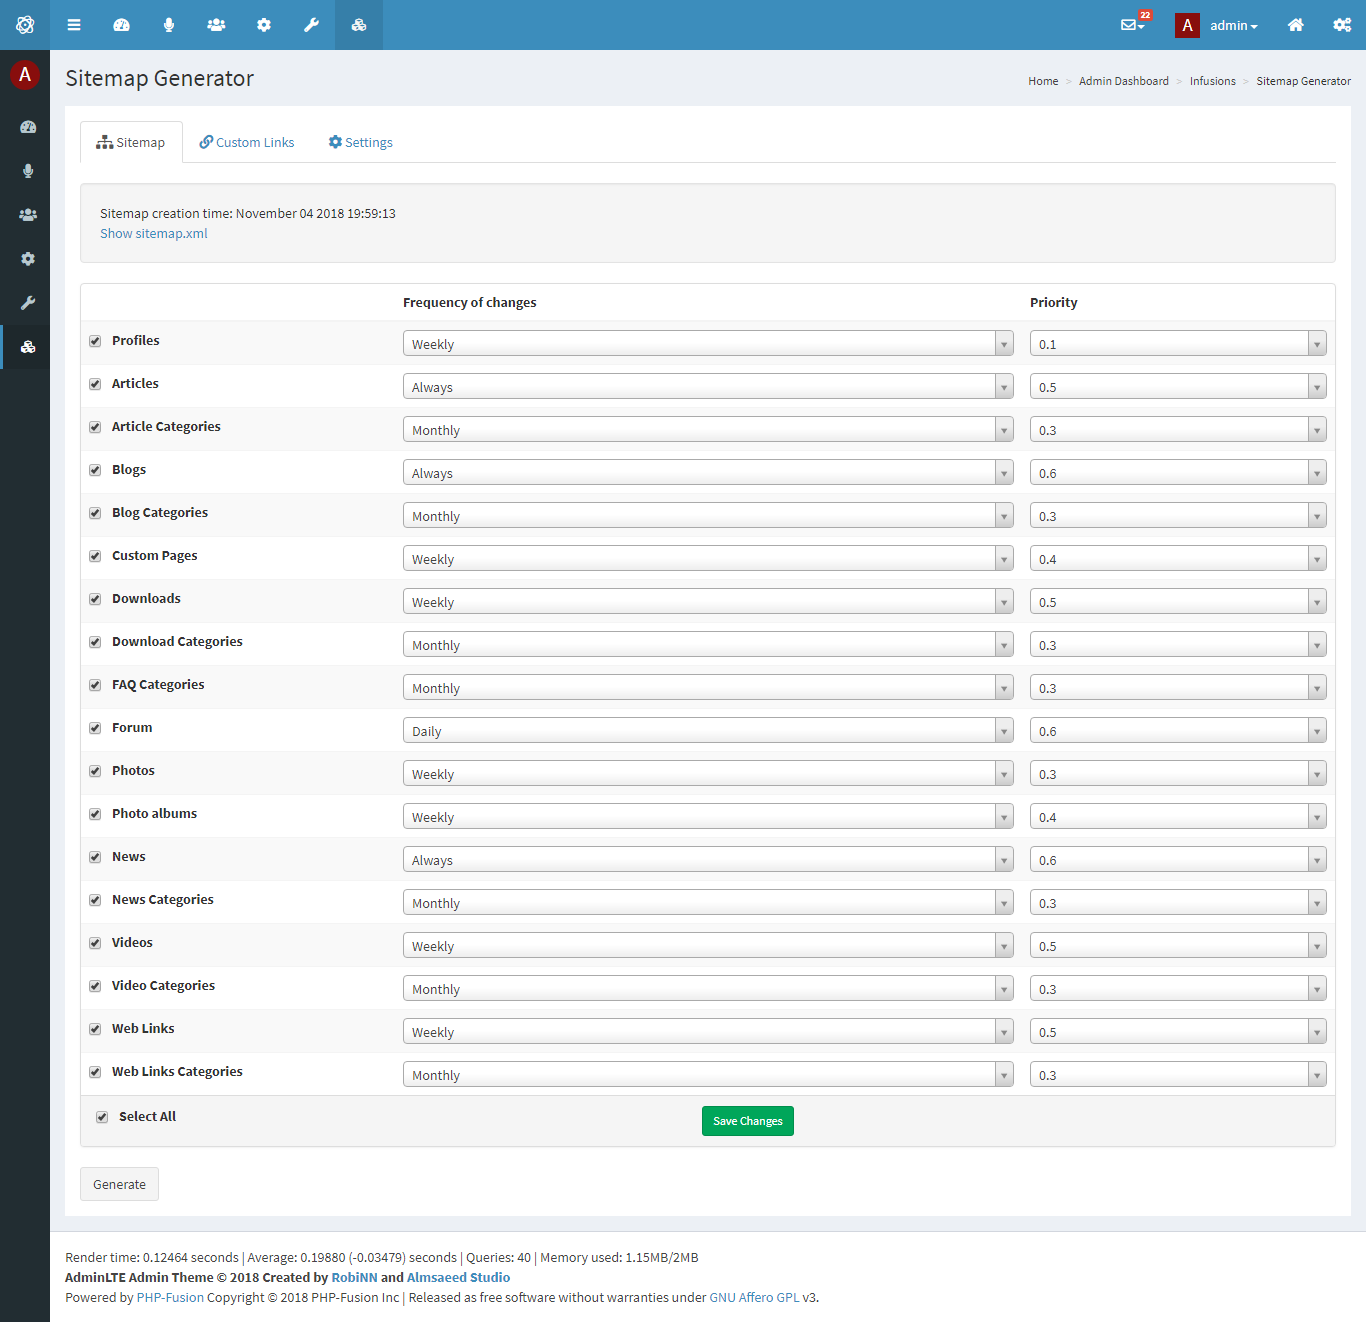 22
A admin
A
Sitemap Generator
Home > Admin Dashboard > Infusions > Sitemap Generator
Sitemap Custom Links Settings
Sitemap creation time: November 04 2018 19:59:13
Show sitemap.xml
Frequency of changes Priority
Profiles Weekly 0.1
Articles Always 0.5
Article Categories Monthly 0.3
Blogs Always 0.6
Blog Categories Monthly 0.3
Custom Pages Weekly 0.4
Downloads Weekly 0.5
Download Categories Monthly 0.3
FAQ Categories Monthly 0.3
Forum Daily 0.6
Photos Weekly 0.3
Photo albums Weekly 0.4
News Always 0.6
News Categories Monthly 0.3
Videos Weekly 0.5
Video Categories Monthly 0.3
Web Links Weekly 0.5
Web Links Categories Monthly 0.3
Select All Save Changes
Generate
Render time: 0.12464 seconds | Average: 0.19880 (-0.03479) seconds | Queries: 40 | Memory used: 1.15MB/2MB
AdminLTE Admin Theme © 2018 Created by RobiNN and Almsaeed Studio
Powered by PHP-Fusion Copyright © 2018 PHP-Fusion Inc | Released as free software without warranties under GNU Affero GPL v3.